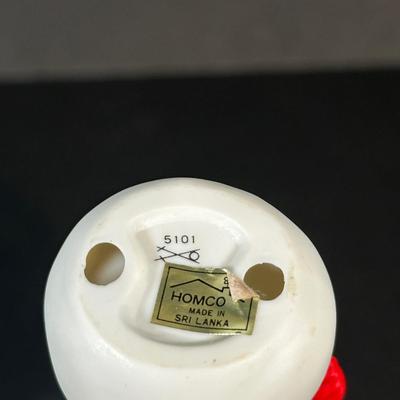 5101
HOMCO
MADE IN
SRI LANKA